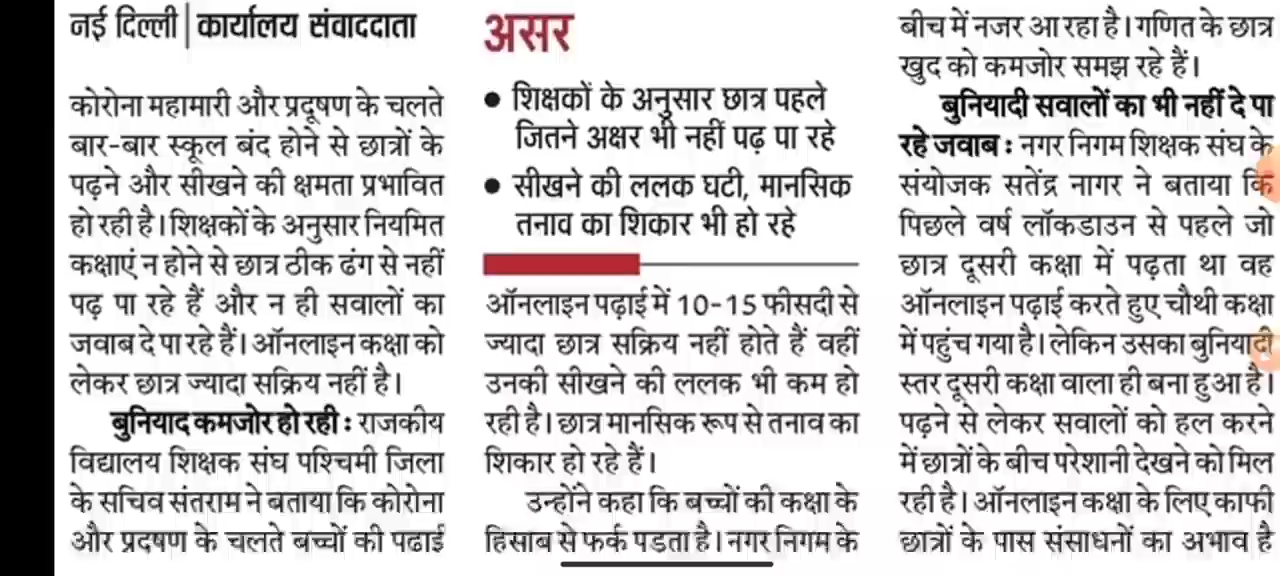 नई दिल्ली | कार्यालय संवाददाता
कोरोना महामारी और प्रदूषण के चलते
बार-बार स्कूल बंद होने से छात्रों के
पढ़ने और सीखने की क्षमता प्रभावित
हो रही है। शिक्षकों के अनुसार नियमित
कक्षाएं न होने से छात्र ठीक ढंग से नहीं
पढ़ पा रहे हैं और न ही सवालों का
जवाब दे पा रहे हैं। ऑनलाइन कक्षा को
लेकर छात्र ज्यादा सक्रिय नहीं है।
बुनियाद कमजोर हो रही : राजकीय
विद्यालय शिक्षक संघ पश्चिमी जिला
के सचिव संतराम ने बताया कि कोरोना
और प्रदषण के चलते बच्चों की पढाई
असर
● शिक्षकों के अनुसार छात्र पहले
जितने अक्षर भी नहीं पढ़ पा रहे
● सीखने की ललक घटी, मानसिक
तनाव का शिकार भी हो रहे
ऑनलाइन पढ़ाई में 10-15 फीसदी से
ज्यादा छात्र सक्रिय नहीं होते हैं वहीं
उनकी सीखने की ललक भी कम हो
रही है। छात्र मानसिक रूप से तनाव का
शिकार हो रहे हैं।
उन्होंने कहा कि बच्चों की कक्षा के
हिसाब से फर्क पडता है। नगर निगम के
बीच में नजर आ रहा है। गणित के छात्र
खुद को कमजोर समझ रहे हैं।
बुनियादी सवालों का भी नहीं दे पा
रहे जवाब : नगर निगम शिक्षक संघ के
संयोजक सतेंद्र नागर ने बताया कि
पिछले वर्ष लॉकडाउन से पहले जो
छात्र दूसरी कक्षा में पढ़ता था वह
ऑनलाइन पढ़ाई करते हुए चौथी कक्षा
में पहुंच गया है। लेकिन उसका बुनियादी
स्तर दूसरी कक्षा वाला ही बना हुआ है।
पढ़ने से लेकर सवालों को हल करने
में छात्रों के बीच परेशानी देखने को मिल
रही है। ऑनलाइन कक्षा के लिए काफी
छात्रों के पास संसाधनों का अभाव है